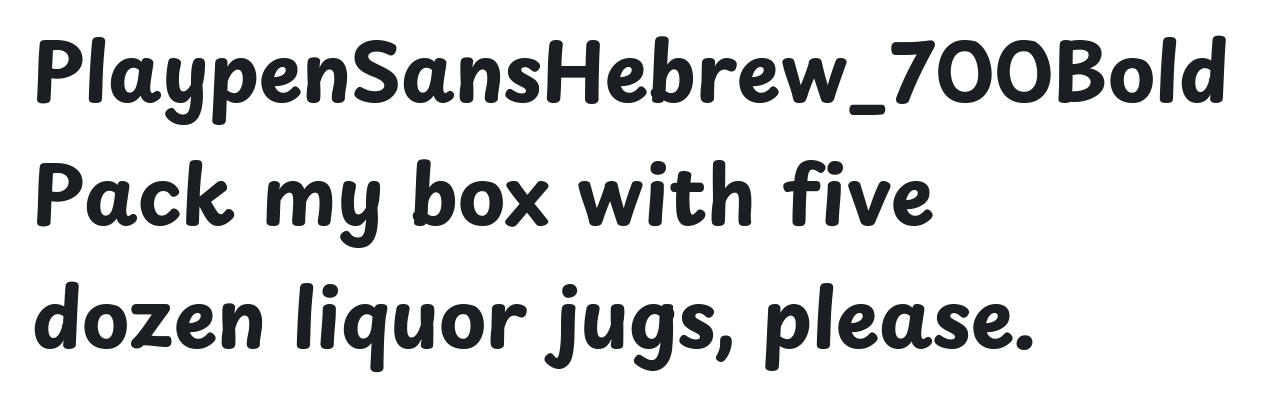 PlaypenSansHebrew_700Bold
Pack my box with five
dozen liquor jugs, please.